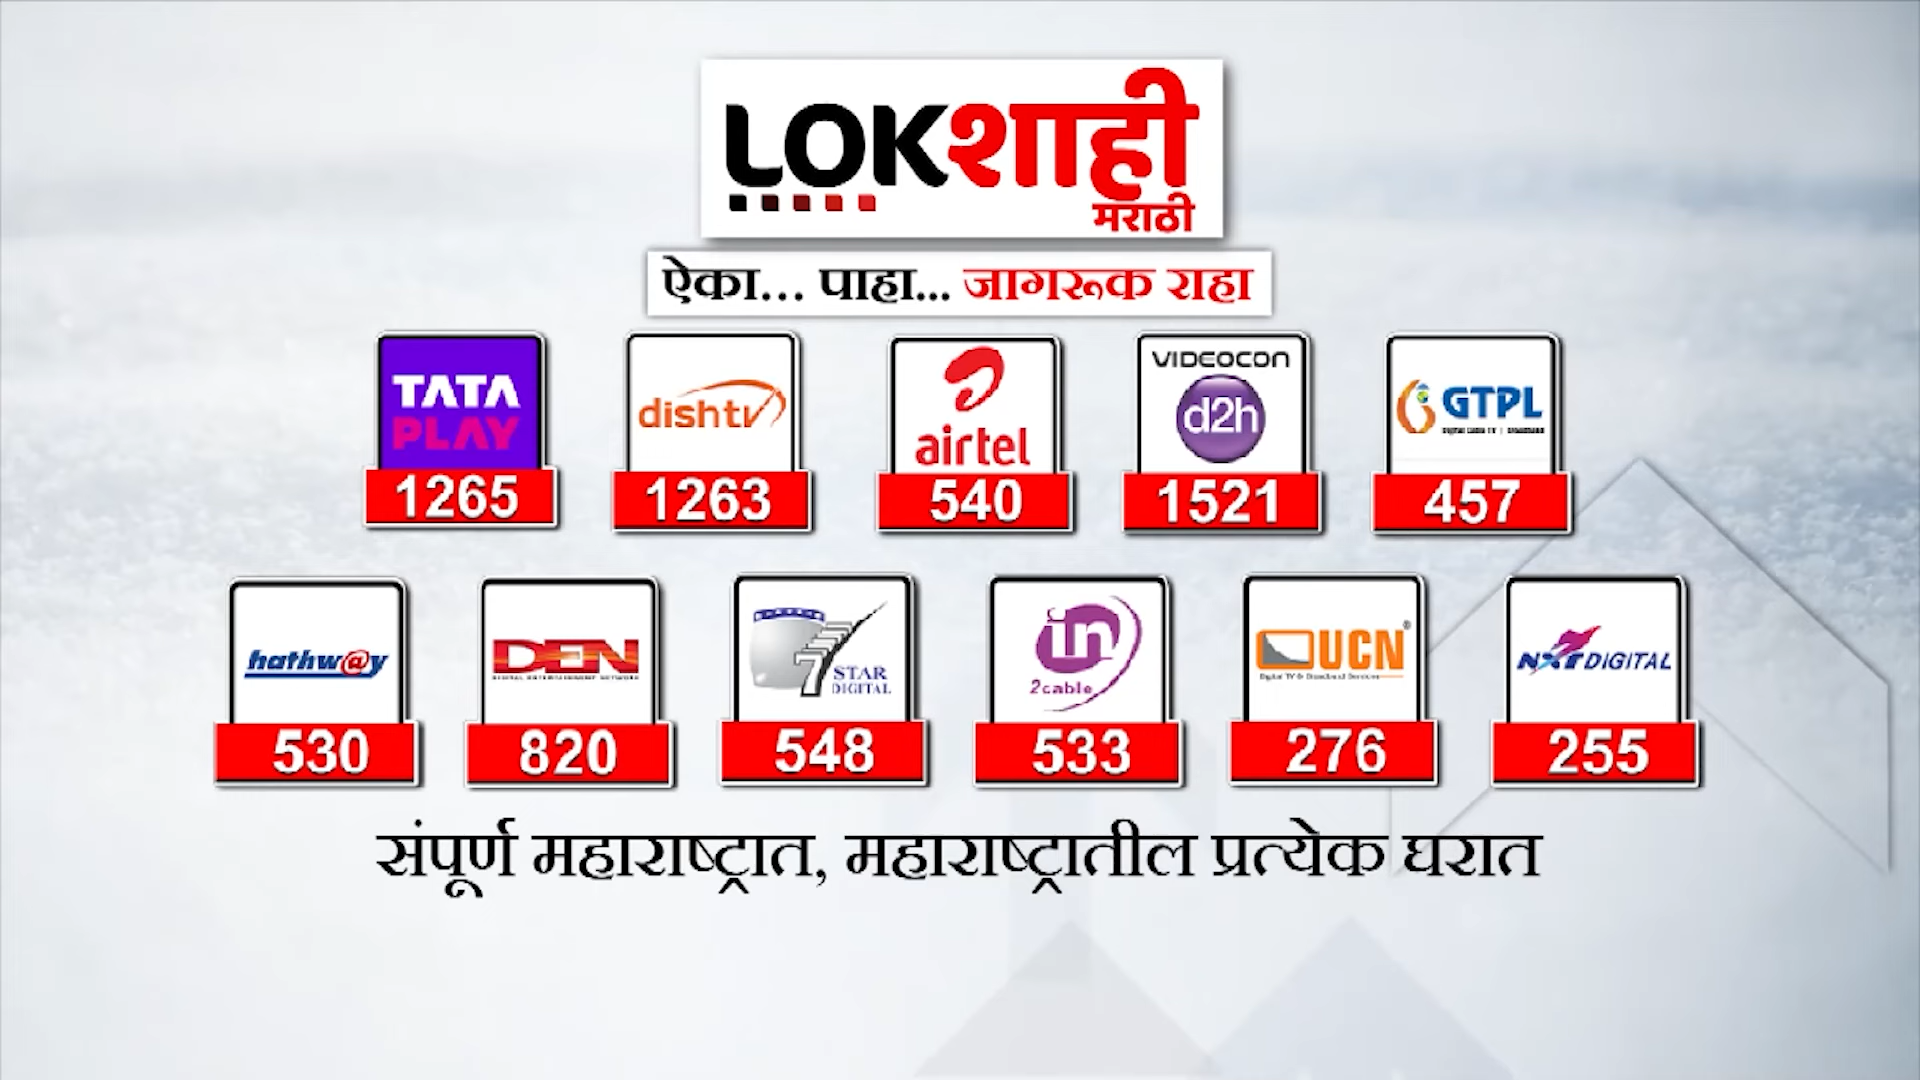 LOKशाही
मराठी
ऐका... पाहा... जागरूक राहा
TATA PLAY
dishtv
airtel
VIDEOCON d2h
GTPL
1265
1263
540
1521
457
hathw@y
DEN
7 STAR DIGITAL
in 2cable
UCN
NXT DIGITAL
530
820
548
533
276
255
संपूर्ण महाराष्ट्रात, महाराष्ट्रातील प्रत्येक घरात